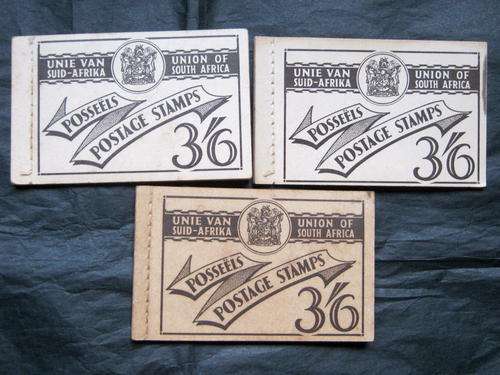 UNIE VAN SUID-AFRIKA
UNION OF SOUTH AFRICA
POSSEËLS
POSTAGE STAMPS
3'/6
UNIE VAN SUID-AFRIKA
UNION OF SOUTH AFRICA
POSSEËLS
POSTAGE STAMPS
3'/6
UNIE VAN SUID-AFRIKA
UNION OF SOUTH AFRICA
POSSEËLS
POSTAGE STAMPS
3'/6